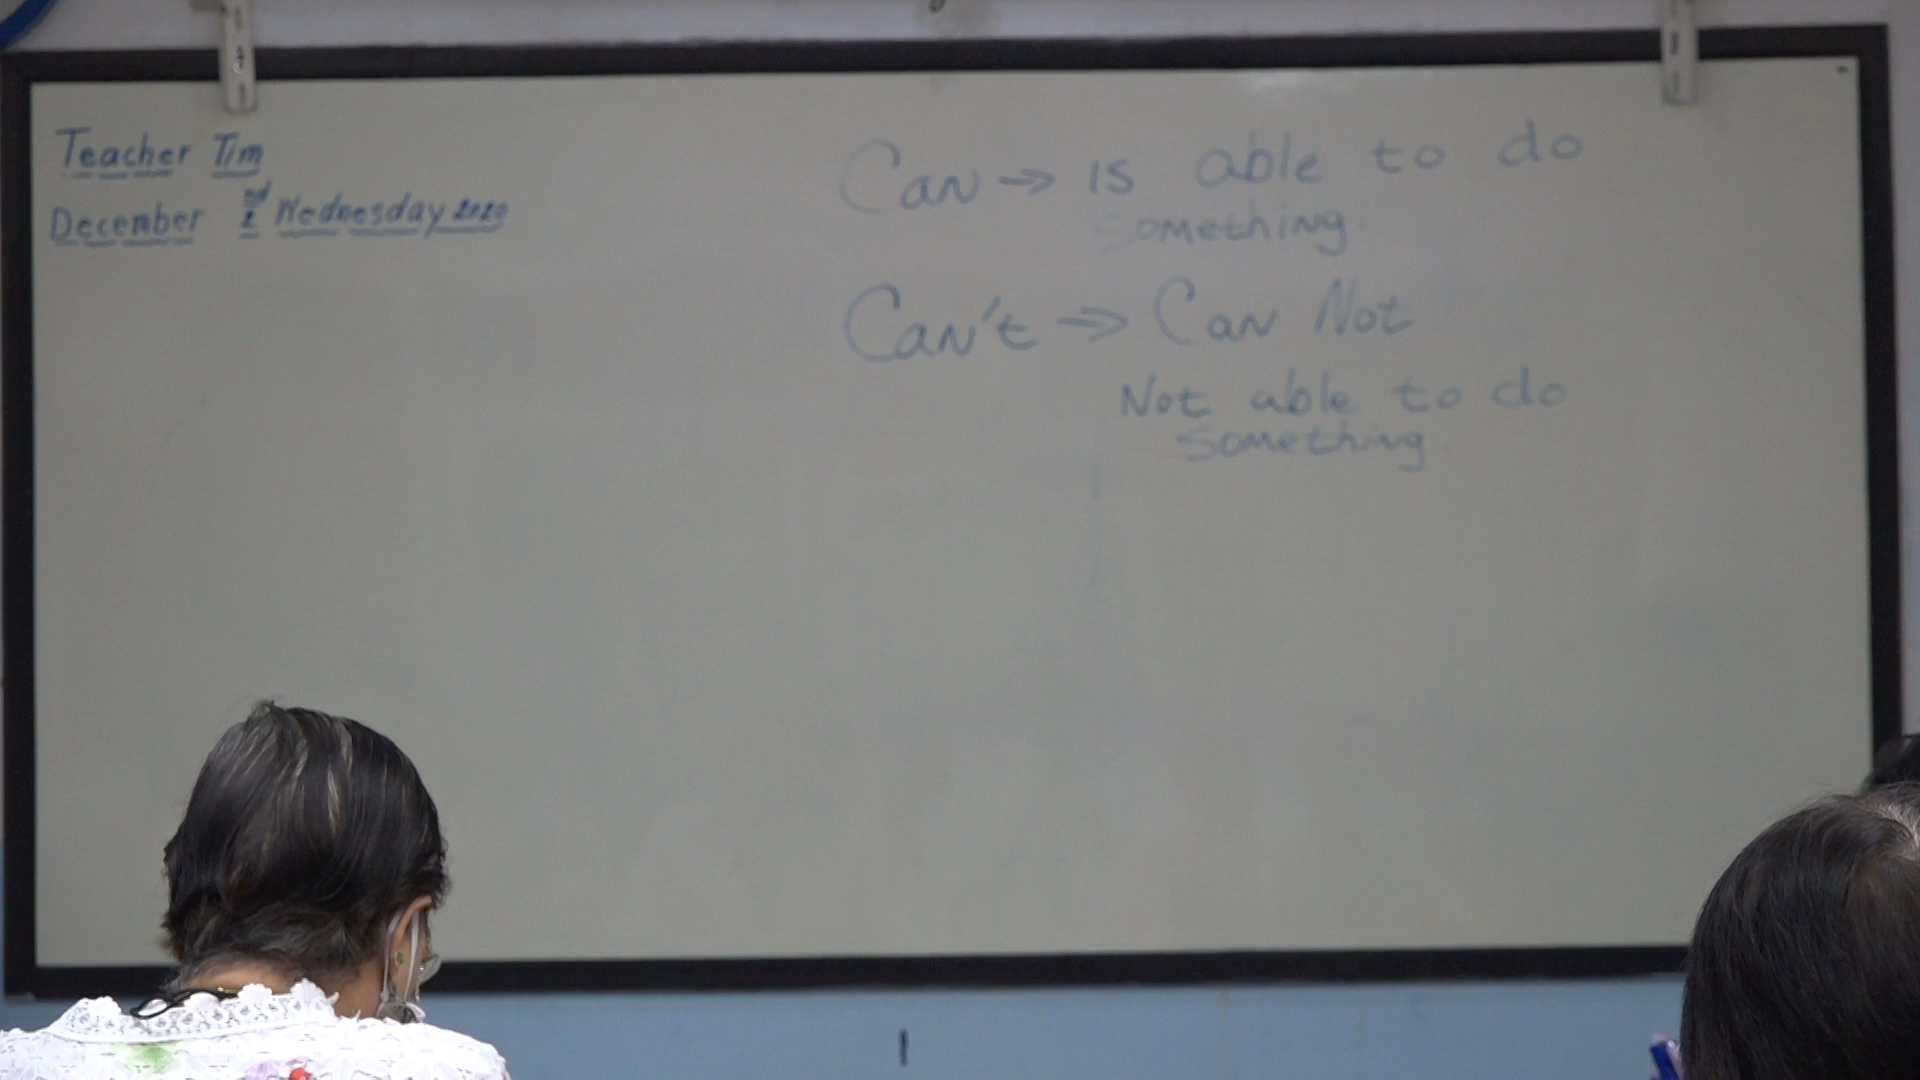 Teacher Tim
December 2nd Wednesday 2020
Can → is able to do
something
Can't → Can Not
Not able to do
something